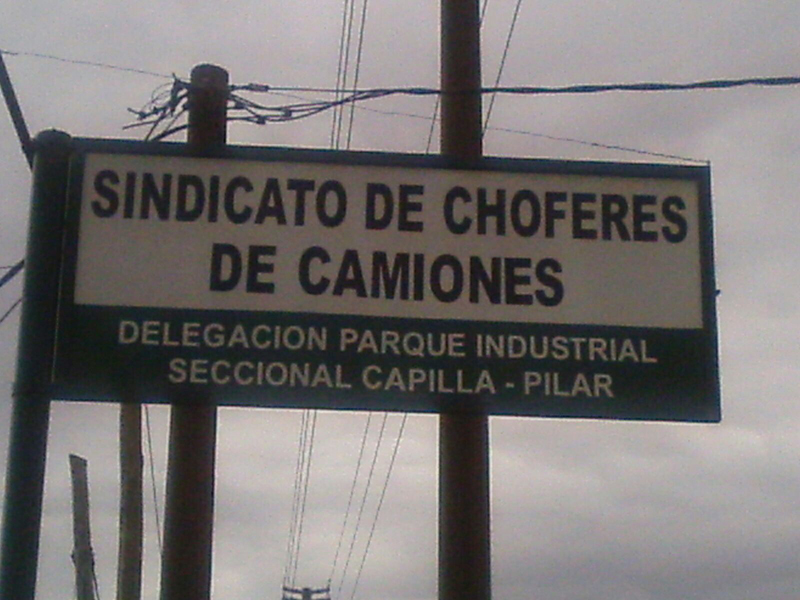 SINDICATO DE CHOFERES
DE CAMIONES
DELEGACION PARQUE INDUSTRIAL
SECCIONAL CAPILLA - PILAR